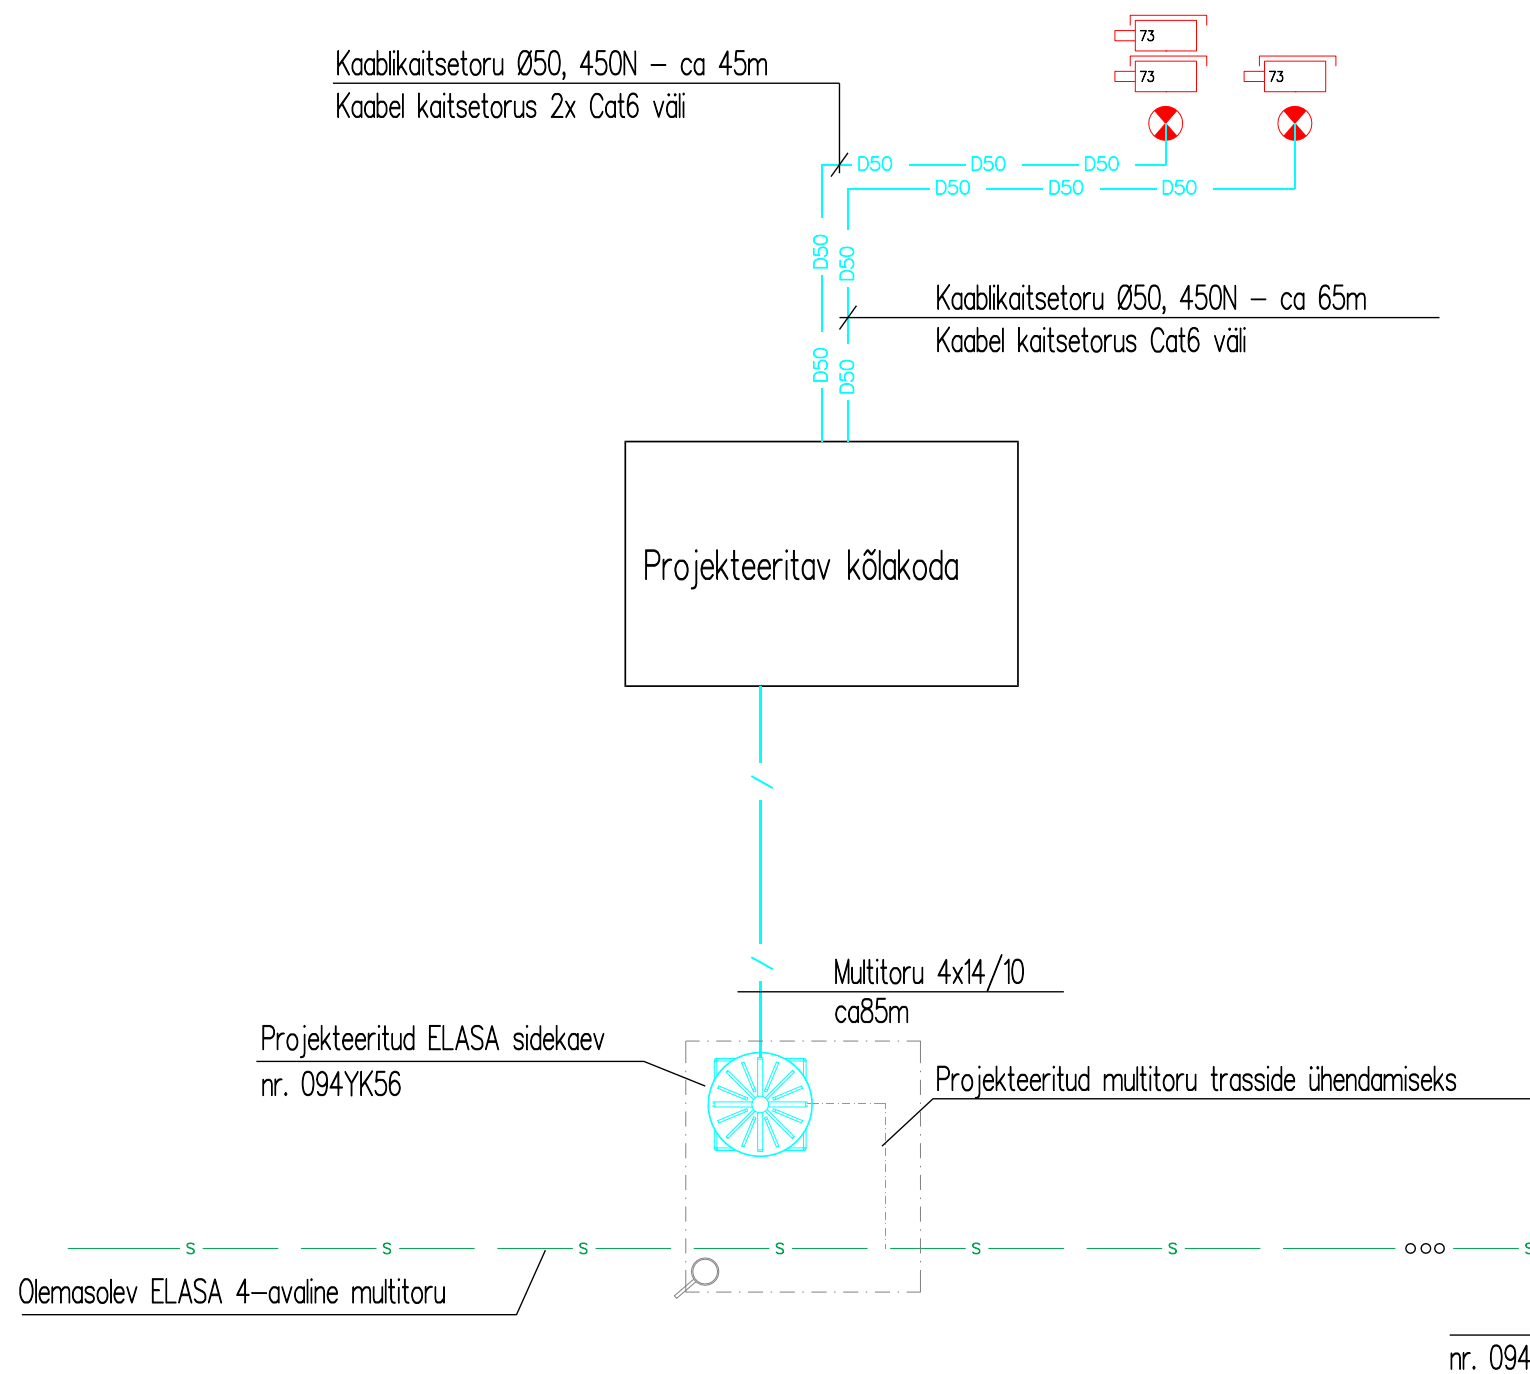 73
Kaablikaitsetoru Ø50, 450N – ca 45m
73
73
Kaabel kaitsetorus 2x Cat6 väli
D50 D50 D50
D50 D50 D50
D50
D50
Kaablikaitsetoru Ø50, 450N – ca 65m
Kaabel kaitsetorus Cat6 väli
D50
D50
Projekteeritav kõlakoda
Multitoru 4x14/10
ca85m
Projekteeritud ELASA sidekaev
nr. 094YK56
Projekteeritud multitoru trasside ühendamiseks
S S S S S S S
Olemasolev ELASA 4–avaline multitoru
nr. 094